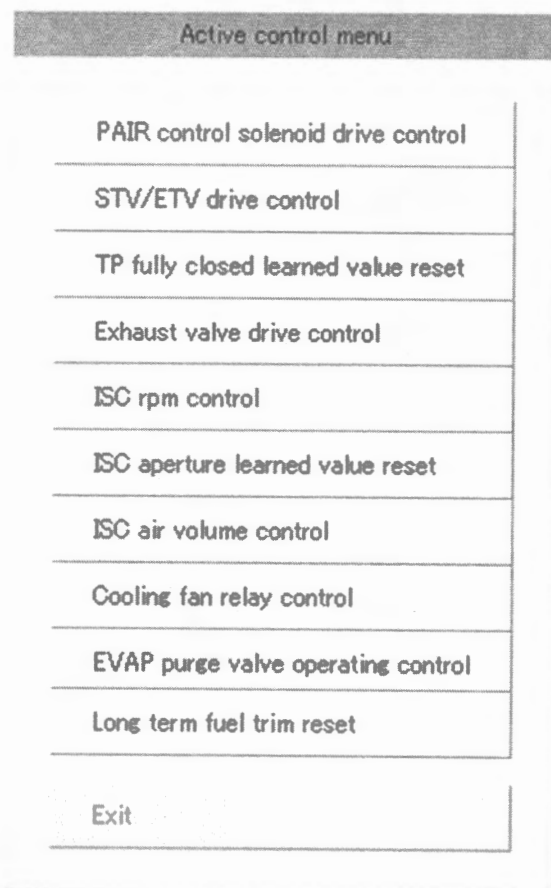 Active control menu
PAIR control solenoid drive control
STV/ETV drive control
TP fully closed learned value reset
Exhaust valve drive control
ISC rpm control
ISC aperture learned value reset
ISC air volume control
Cooling fan relay control
EVAP purge valve operating control
Long term fuel trim reset
Exit